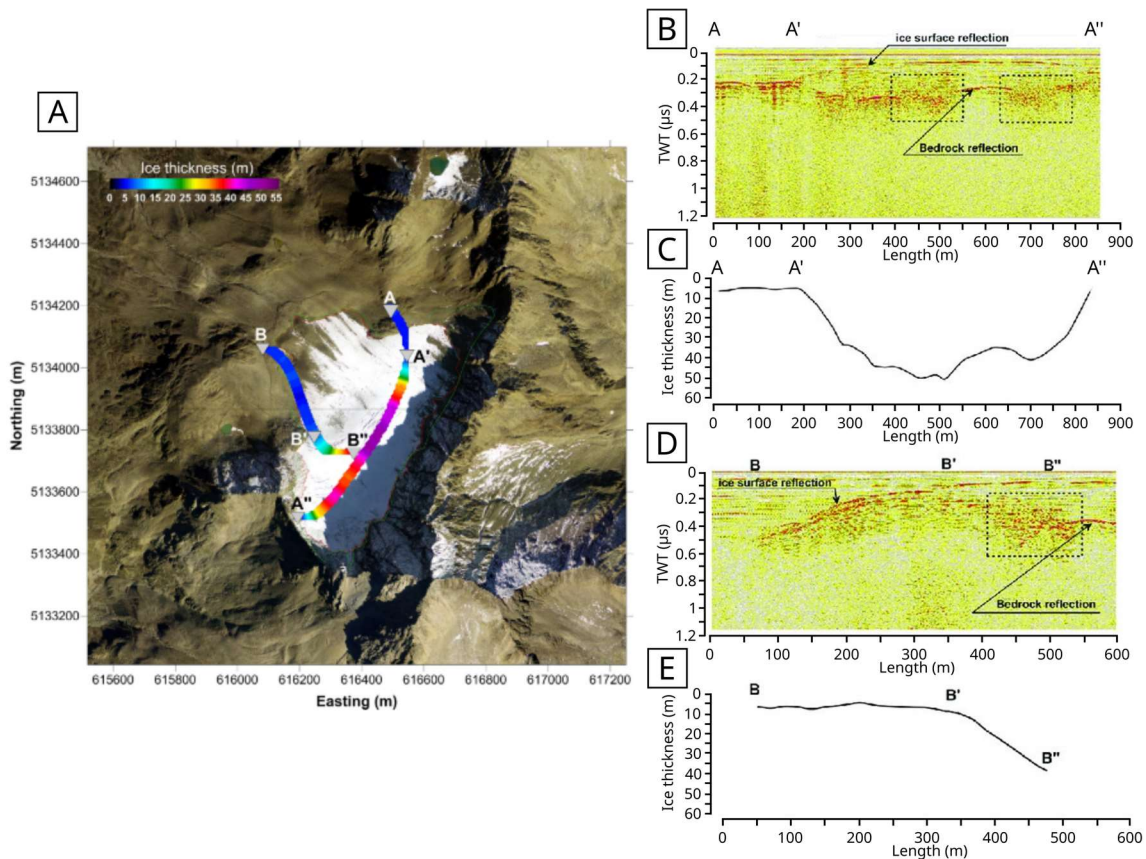 A
Ice thickness (m)
0 5 10 15 20 25 30 35 40 45 50 55
5134600
5134400
5134200
5134000
5133800
5133600
5133400
5133200
Northing (m)
A
B
A'
B'
B"
A"
615600 615800 616000 616200 616400 616600 616800 617000 617200
Easting (m)
B
A A' A"
ice surface reflection
Bedrock reflection
0
0.2
0.4
0.6
0.8
1
1.2
TWT (µs)
0 100 200 300 400 500 600 700 800 900
Length (m)
C
A A' A"
0
10
20
30
40
50
60
Ice thickness (m)
0 100 200 300 400 500 600 700 800 900
Length (m)
D
B B' B"
ice surface reflection
Bedrock reflection
0
0.2
0.4
0.6
0.8
1
1.2
TWT (µs)
0 100 200 300 400 500 600
Length (m)
E
B B'
B"
0
10
20
30
40
50
60
Ice thickness (m)
0 100 200 300 400 500 600
Length (m)